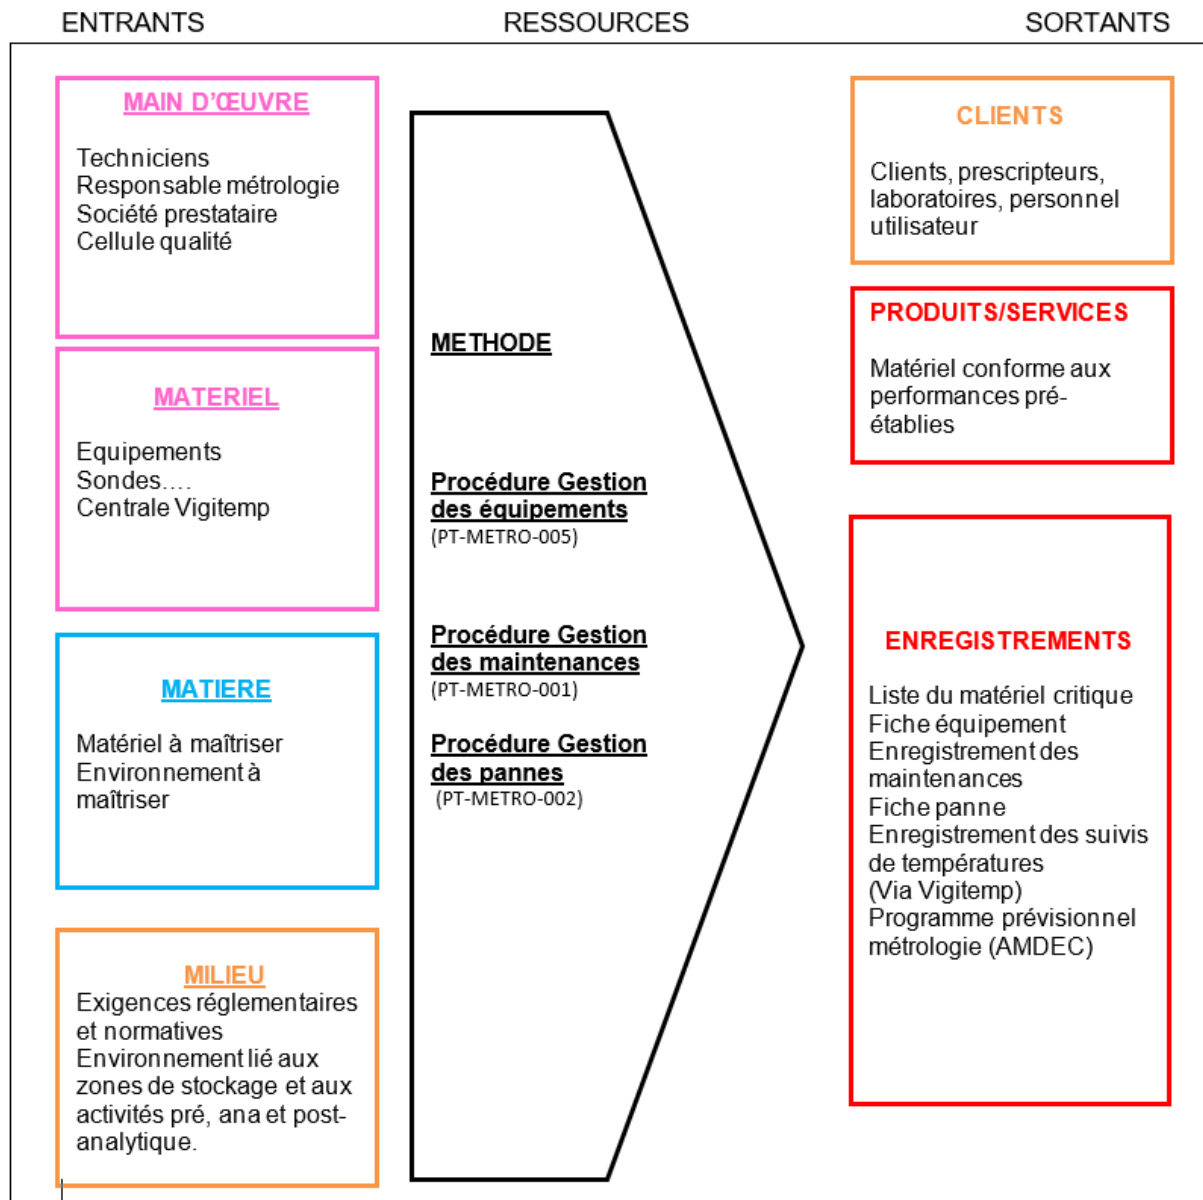 ENTRANTS
RESSOURCES
SORTANTS
MAIN D'ŒUVRE
Techniciens
Responsable métrologie
Société prestataire
Cellule qualité
MATERIEL
Equipements
Sondes....
Centrale Vigitemp
MATIERE
Matériel à maîtriser
Environnement à
maîtriser
MILIEU
Exigences réglementaires
et normatives
Environnement lié aux
zones de stockage et aux
activités pré, ana et post-
analytique.
METHODE
Procédure Gestion
des équipements
(PT-METRO-005)
Procédure Gestion
des maintenances
(PT-METRO-001)
Procédure Gestion
des pannes
(PT-METRO-002)
CLIENTS
Clients, prescripteurs,
laboratoires, personnel
utilisateur
PRODUITS/SERVICES
Matériel conforme aux
performances pré-
établies
ENREGISTREMENTS
Liste du matériel critique
Fiche équipement
Enregistrement des
maintenances
Fiche panne
Enregistrement des suivis
de températures
(Via Vigitemp)
Programme prévisionnel
métrologie (AMDEC)